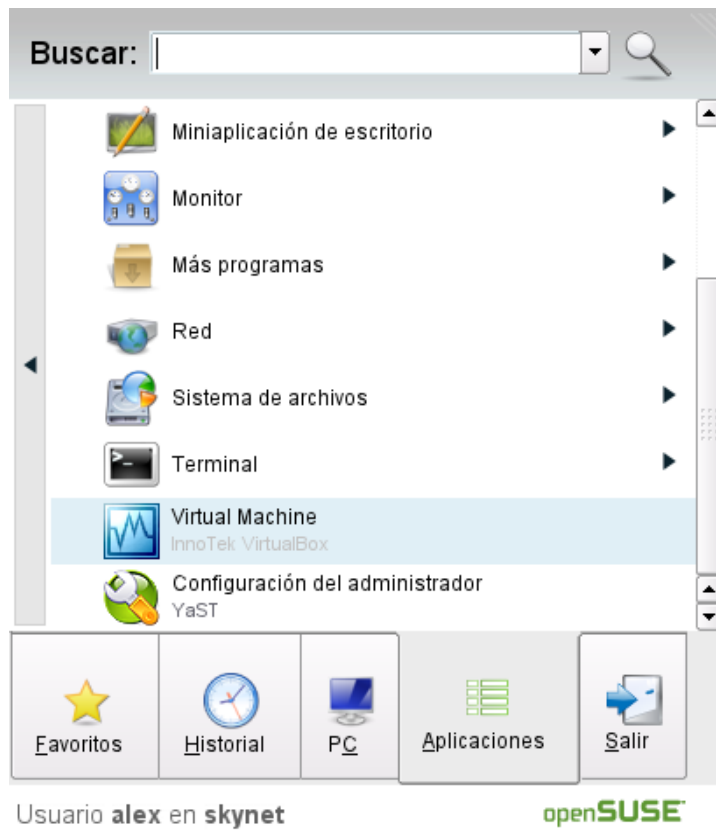 Buscar:
Miniaplicación de escritorio
Monitor
Más programas
Red
Sistema de archivos
Terminal
Virtual Machine
InnoTek VirtualBox
Configuración del administrador
YaST
Favoritos
Historial
PC
Aplicaciones
Salir
Usuario alex en skynet
openSUSE